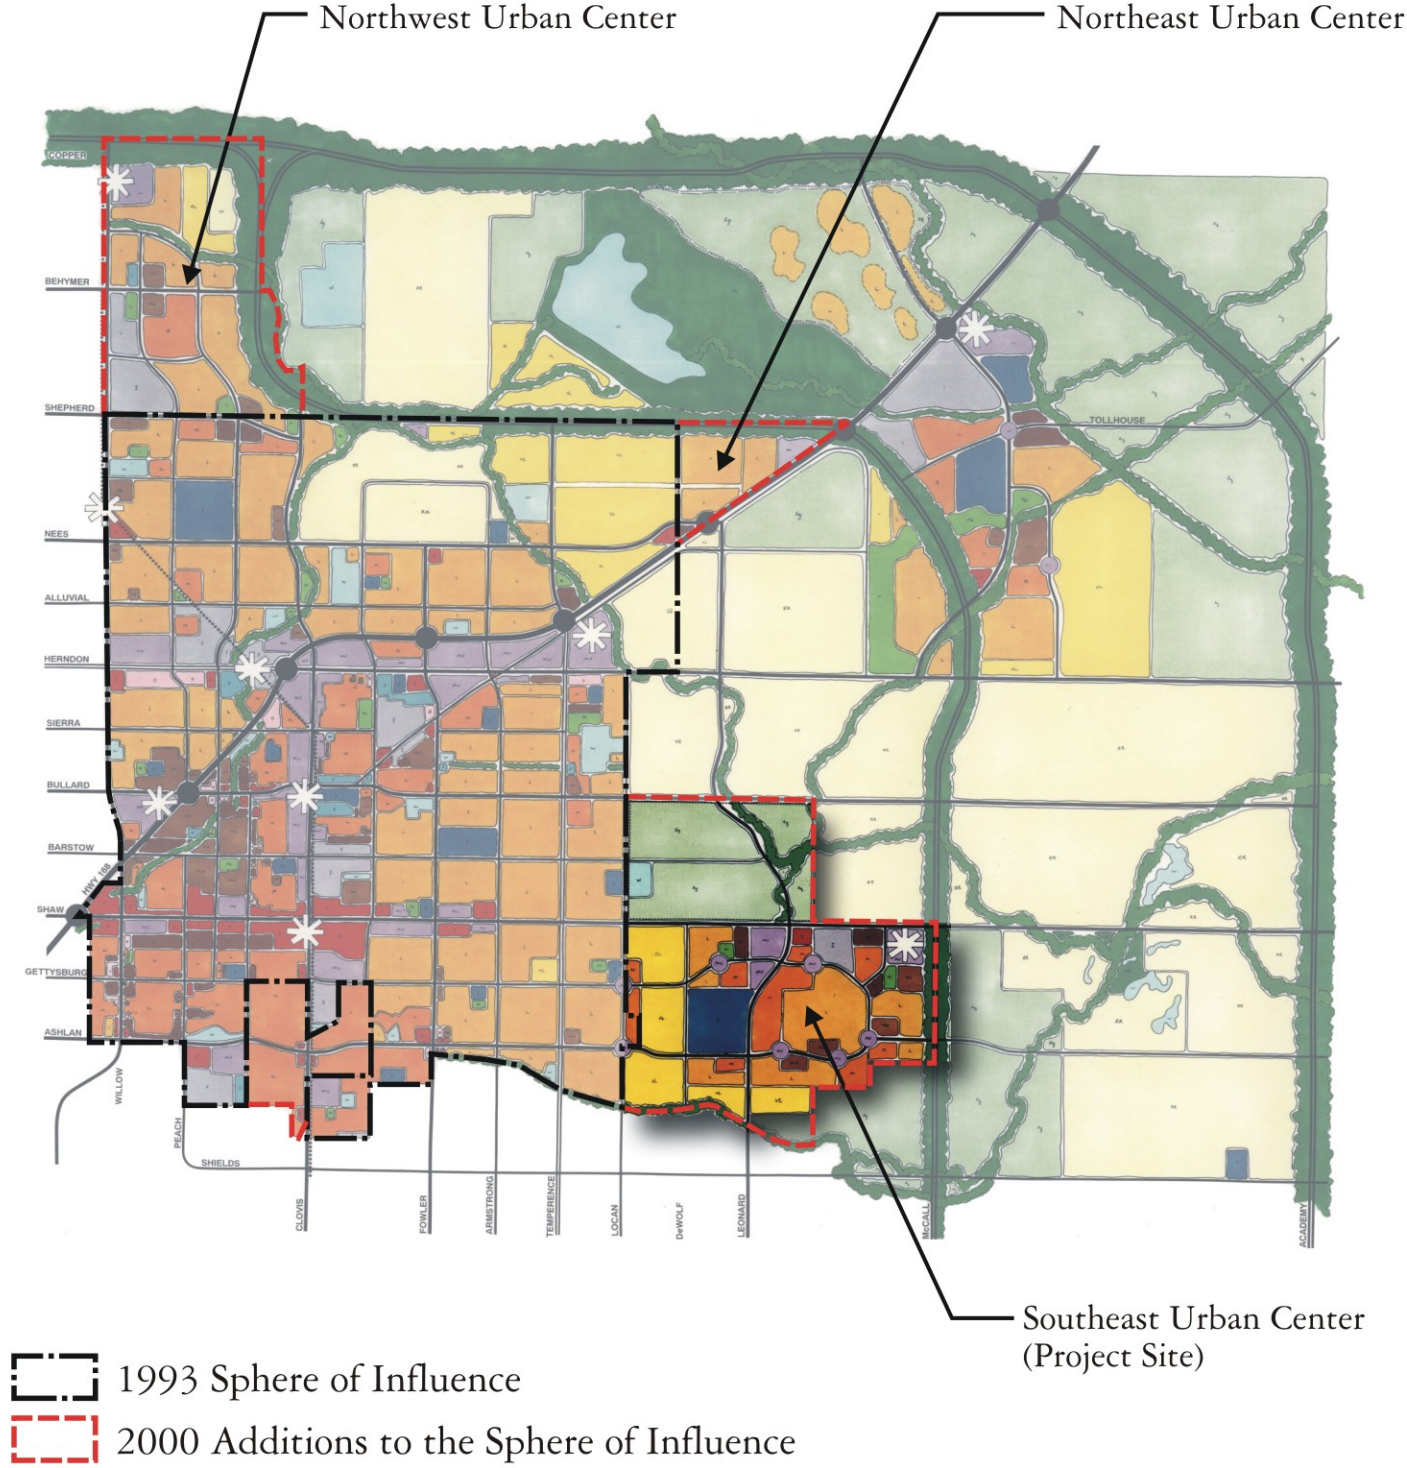 Northwest Urban Center
Northeast Urban Center
COPPER
BEHYMER
SHEPHERD
TOLLHOUSE
NEES
ALLUVIAL
HERNDON
SIERRA
BULLARD
BARSTOW
HWY 168
SHAW
GETTYSBURG
ASHLAN
WILLOW
PEACH
SHIELDS
CLOVIS
FOWLER
ARMSTRONG
TEMPERENCE
LOCAN
DeWOLF
LEONARD
McCALL
ACADEMY
Southeast Urban Center
(Project Site)
1993 Sphere of Influence
2000 Additions to the Sphere of Influence